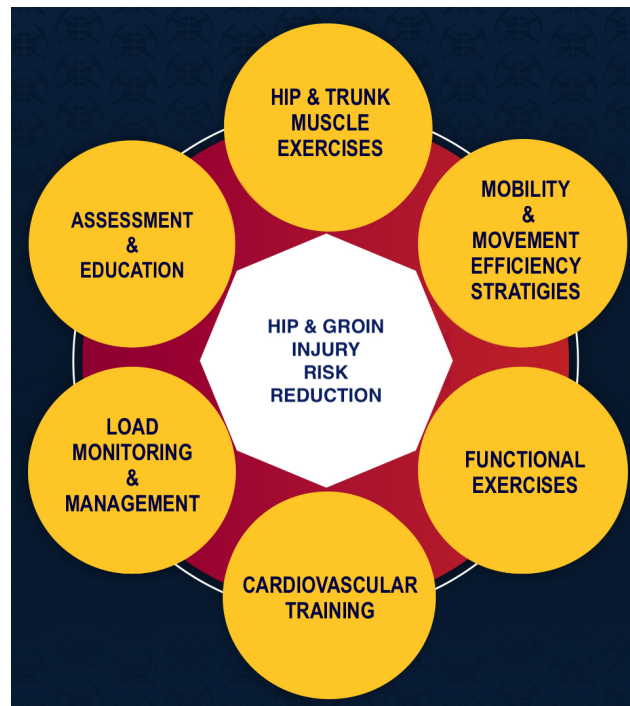 HIP & TRUNK
MUSCLE
EXERCISES
MOBILITY
&
MOVEMENT
EFFICIENCY
STRATIGIES
ASSESSMENT
&
EDUCATION
HIP & GROIN
INJURY
RISK
REDUCTION
LOAD
MONITORING
&
MANAGEMENT
FUNCTIONAL
EXERCISES
CARDIOVASCULAR
TRAINING